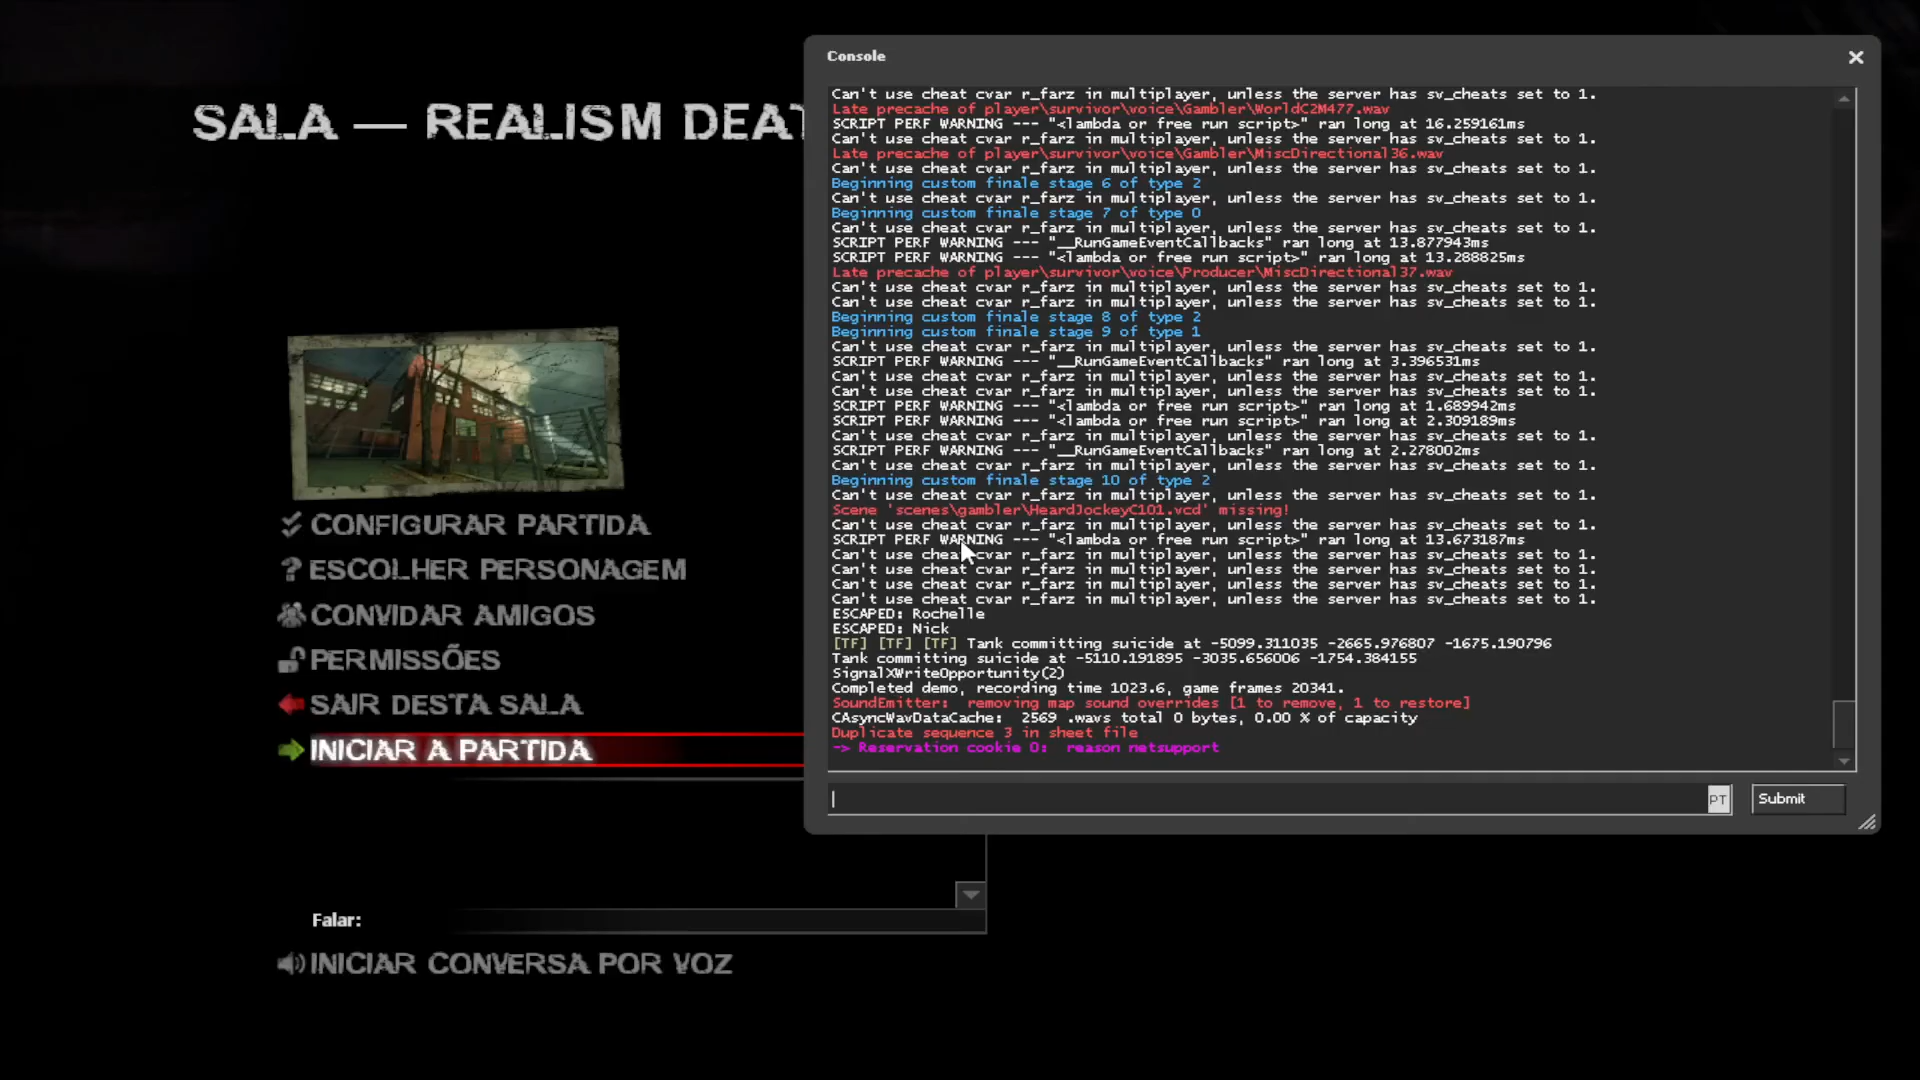 SALA — REALISM DEAT
CONFIGURAR PARTIDA
ESCOLHER PERSONAGEM
CONVIDAR AMIGOS
PERMISSÕES
SAIR DESTA SALA
INICIAR A PARTIDA
Falar:
INICIAR CONVERSA POR VOZ
Console
Can't use cheat cvar r_farz in multiplayer, unless the server has sv_cheats set to 1.
Late precache of player\survivor\voice\Gambler\WorldC2M477.wav
SCRIPT PERF WARNING --- "<lambda or free run script>" ran long at 16.259161ms
Can't use cheat cvar r_farz in multiplayer, unless the server has sv_cheats set to 1.
Late precache of player\survivor\voice\Gambler\MiscDirectional36.wav
Can't use cheat cvar r_farz in multiplayer, unless the server has sv_cheats set to 1.
Beginning custom finale stage 6 of type 2
Can't use cheat cvar r_farz in multiplayer, unless the server has sv_cheats set to 1.
Beginning custom finale stage 7 of type 0
Can't use cheat cvar r_farz in multiplayer, unless the server has sv_cheats set to 1.
SCRIPT PERF WARNING --- "__RunGameEventCallbacks" ran long at 13.877943ms
SCRIPT PERF WARNING --- "<lambda or free run script>" ran long at 13.288825ms
Late precache of player\survivor\voice\Producer\MiscDirectional37.wav
Can't use cheat cvar r_farz in multiplayer, unless the server has sv_cheats set to 1.
Can't use cheat cvar r_farz in multiplayer, unless the server has sv_cheats set to 1.
Beginning custom finale stage 8 of type 2
Beginning custom finale stage 9 of type 1
Can't use cheat cvar r_farz in multiplayer, unless the server has sv_cheats set to 1.
SCRIPT PERF WARNING --- "__RunGameEventCallbacks" ran long at 3.396531ms
Can't use cheat cvar r_farz in multiplayer, unless the server has sv_cheats set to 1.
Can't use cheat cvar r_farz in multiplayer, unless the server has sv_cheats set to 1.
SCRIPT PERF WARNING --- "<lambda or free run script>" ran long at 1.689942ms
SCRIPT PERF WARNING --- "<lambda or free run script>" ran long at 2.309189ms
Can't use cheat cvar r_farz in multiplayer, unless the server has sv_cheats set to 1.
SCRIPT PERF WARNING --- "__RunGameEventCallbacks" ran long at 2.278002ms
Can't use cheat cvar r_farz in multiplayer, unless the server has sv_cheats set to 1.
Beginning custom finale stage 10 of type 2
Can't use cheat cvar r_farz in multiplayer, unless the server has sv_cheats set to 1.
Scene 'scenes\gambler\HeardJockeyC101.vcd' missing!
Can't use cheat cvar r_farz in multiplayer, unless the server has sv_cheats set to 1.
SCRIPT PERF WARNING --- "<lambda or free run script>" ran long at 13.673187ms
Can't use cheat cvar r_farz in multiplayer, unless the server has sv_cheats set to 1.
Can't use cheat cvar r_farz in multiplayer, unless the server has sv_cheats set to 1.
Can't use cheat cvar r_farz in multiplayer, unless the server has sv_cheats set to 1.
Can't use cheat cvar r_farz in multiplayer, unless the server has sv_cheats set to 1.
ESCAPED: Rochelle
ESCAPED: Nick
[TF] [TF] [TF] Tank committing suicide at -5099.311035 -2665.976807 -1675.190796
Tank committing suicide at -5110.191895 -3035.656006 -1754.384155
SignalXWriteOpportunity(2)
Completed demo, recording time 1023.6, game frames 20341.
SoundEmitter:  removing map sound overrides [1 to remove, 1 to restore]
CAsyncWavDataCache:  2569 .wavs total 0 bytes, 0.00 % of capacity
Duplicate sequence 3 in sheet file
-> Reservation cookie 0:  reason netsupport
PT
Submit